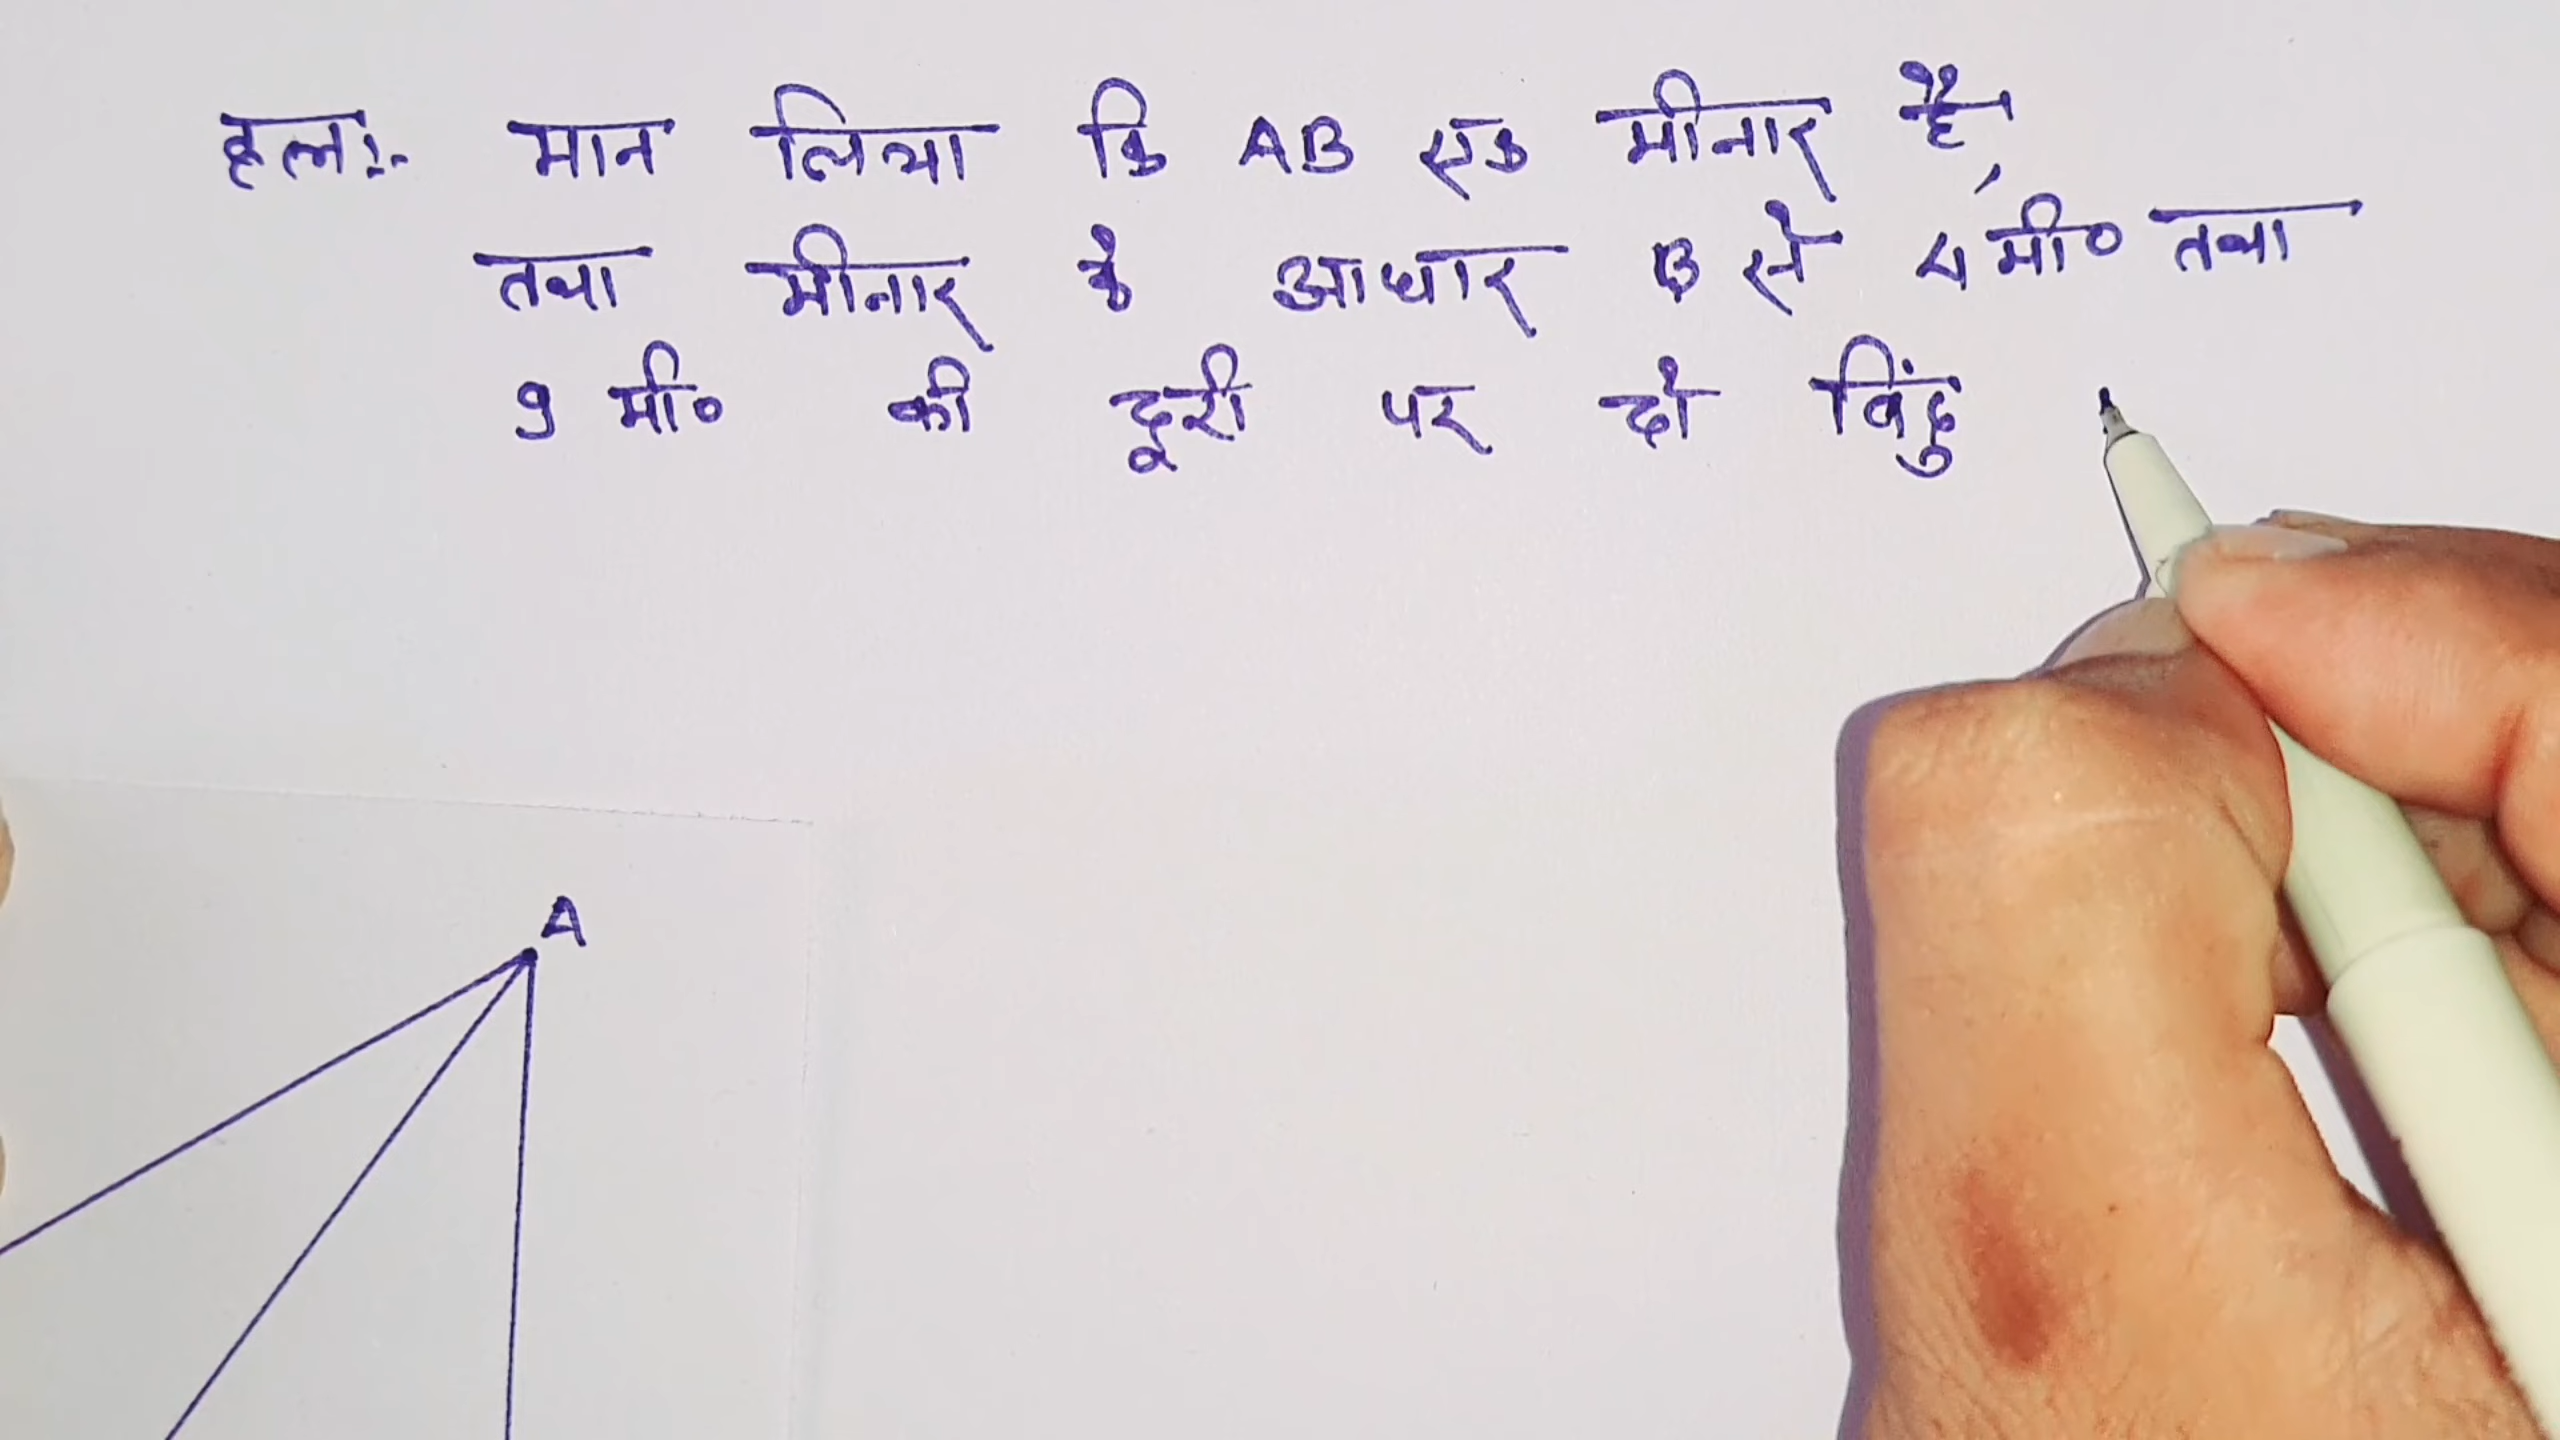 हल:- मान लिया कि AB एक मीनार है,
तथा मीनार के आधार B से 4 मी० तथा
9 मी० की दूरी पर दो बिंदु
A